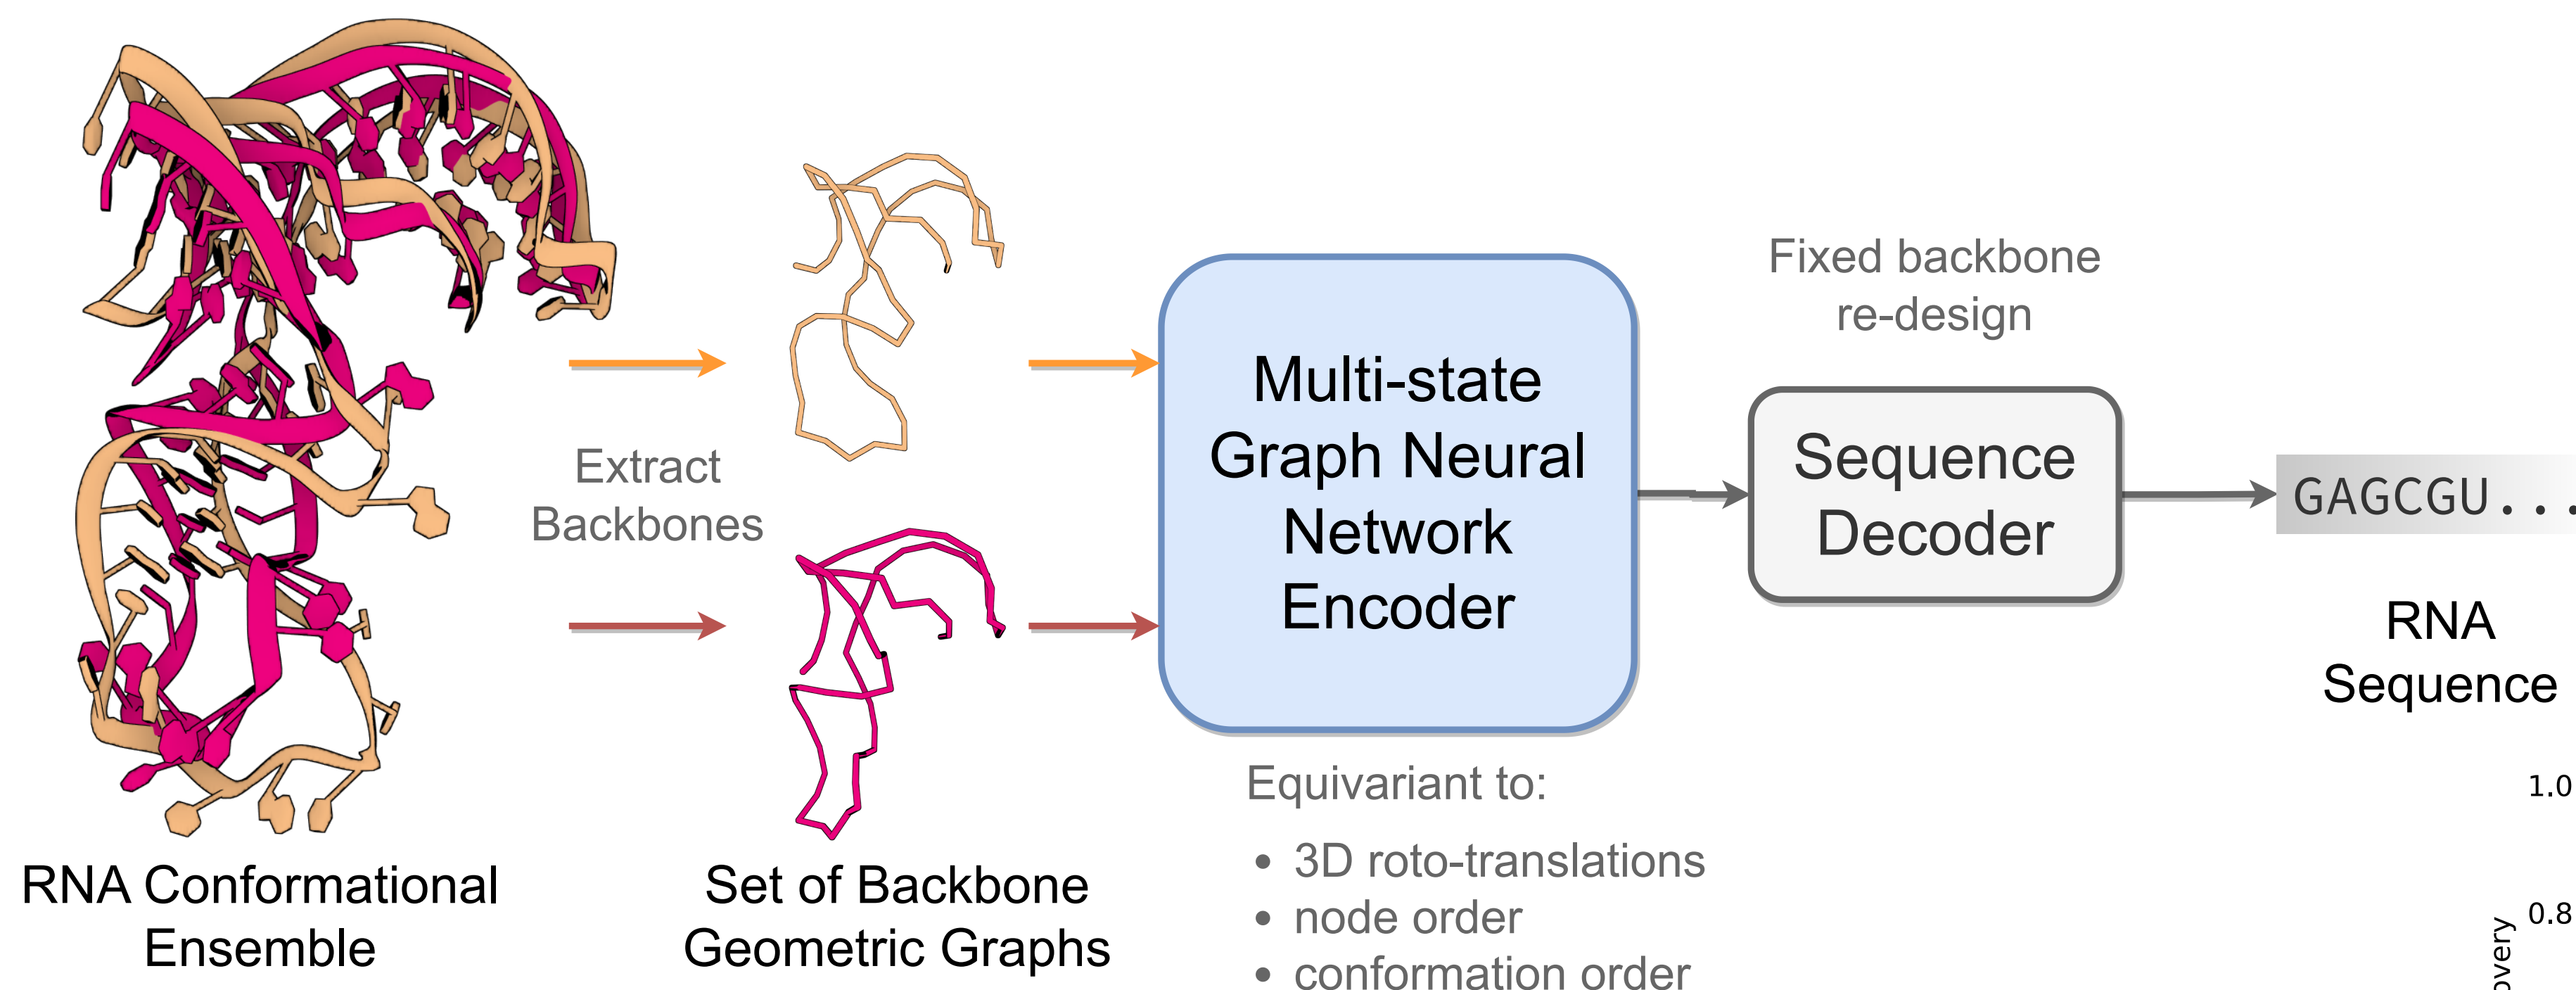 Extract
Backbones
RNA Conformational
Ensemble
Set of Backbone
Geometric Graphs
Multi-state
Graph Neural
Network
Encoder
Equivariant to:
• 3D roto-translations
• node order
• conformation order
Fixed backbone
re-design
Sequence
Decoder
GAGCGU...
RNA
Sequence
1.0
0.8